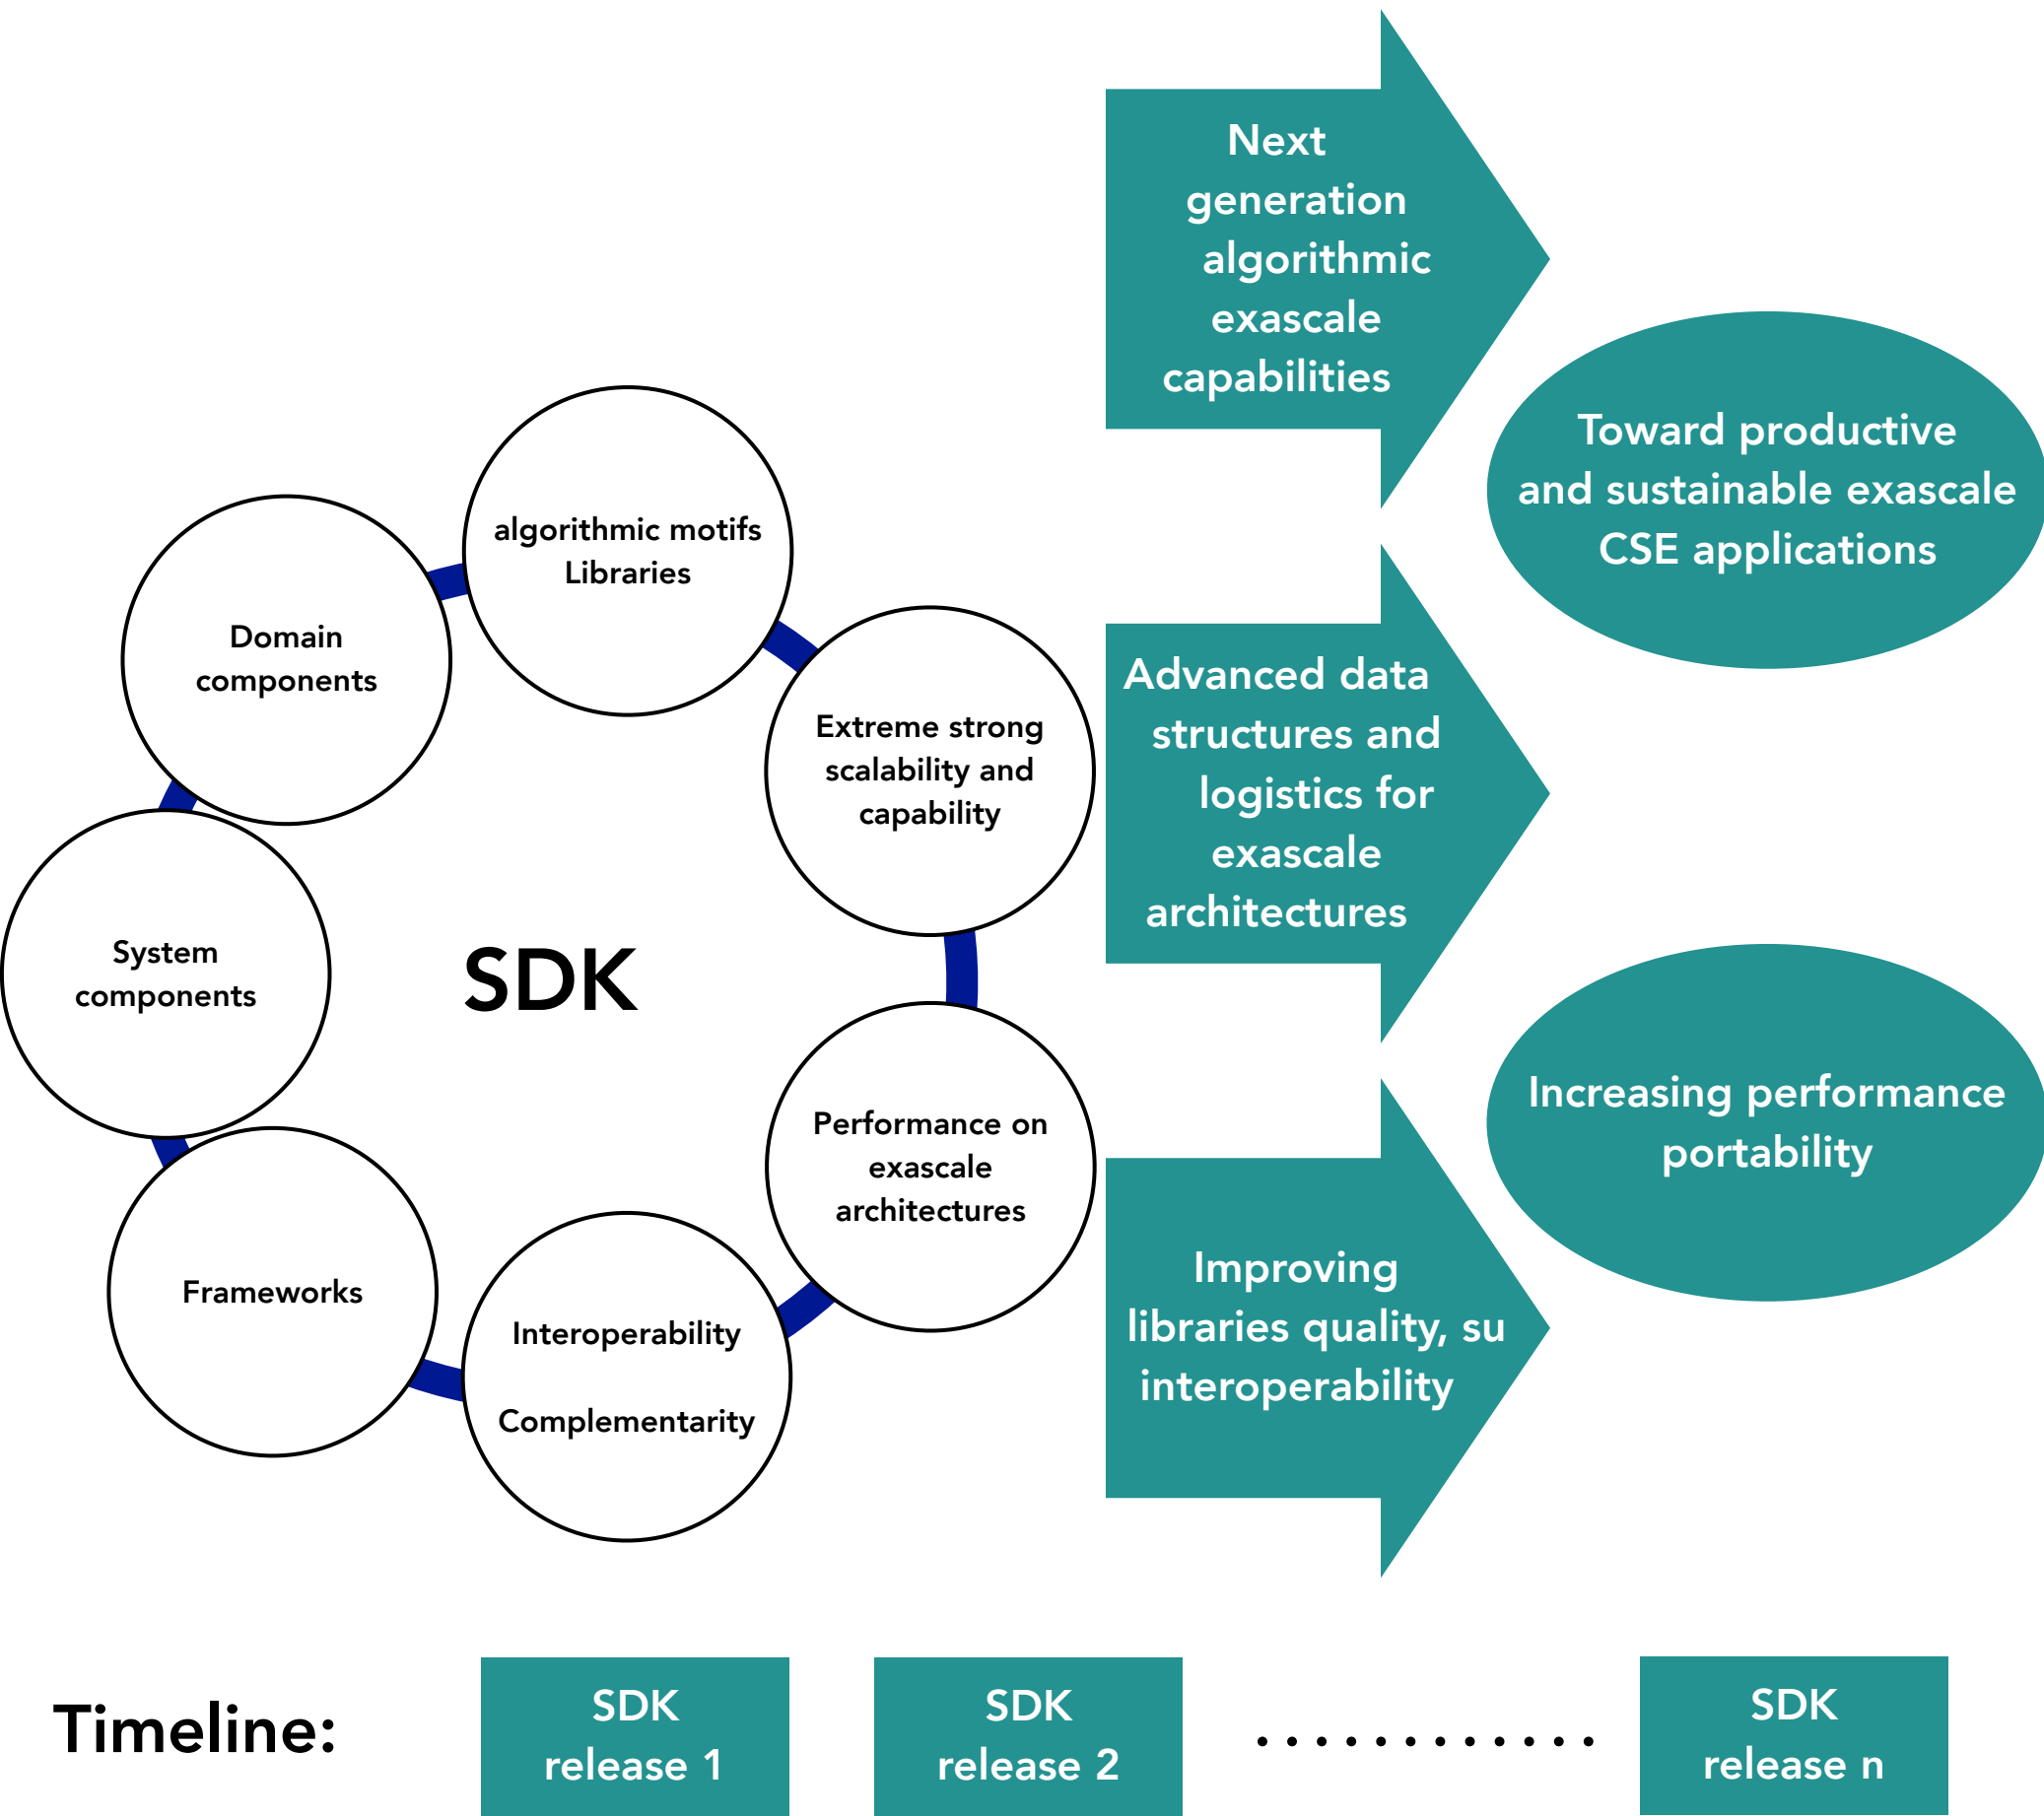 Next
generation
algorithmic
exascale
capabilities
Toward productive
and sustainable exascale
CSE applications
algorithmic motifs
Libraries
Domain
components
Extreme strong
scalability and
capability
Advanced data
structures and
logistics for
exascale
architectures
System
components
SDK
Performance on
exascale
architectures
Increasing performance
portability
Frameworks
Interoperability
Complementarity
Improving
libraries quality, su
interoperability
Timeline:
SDK
release 1
SDK
release 2
............
SDK
release n